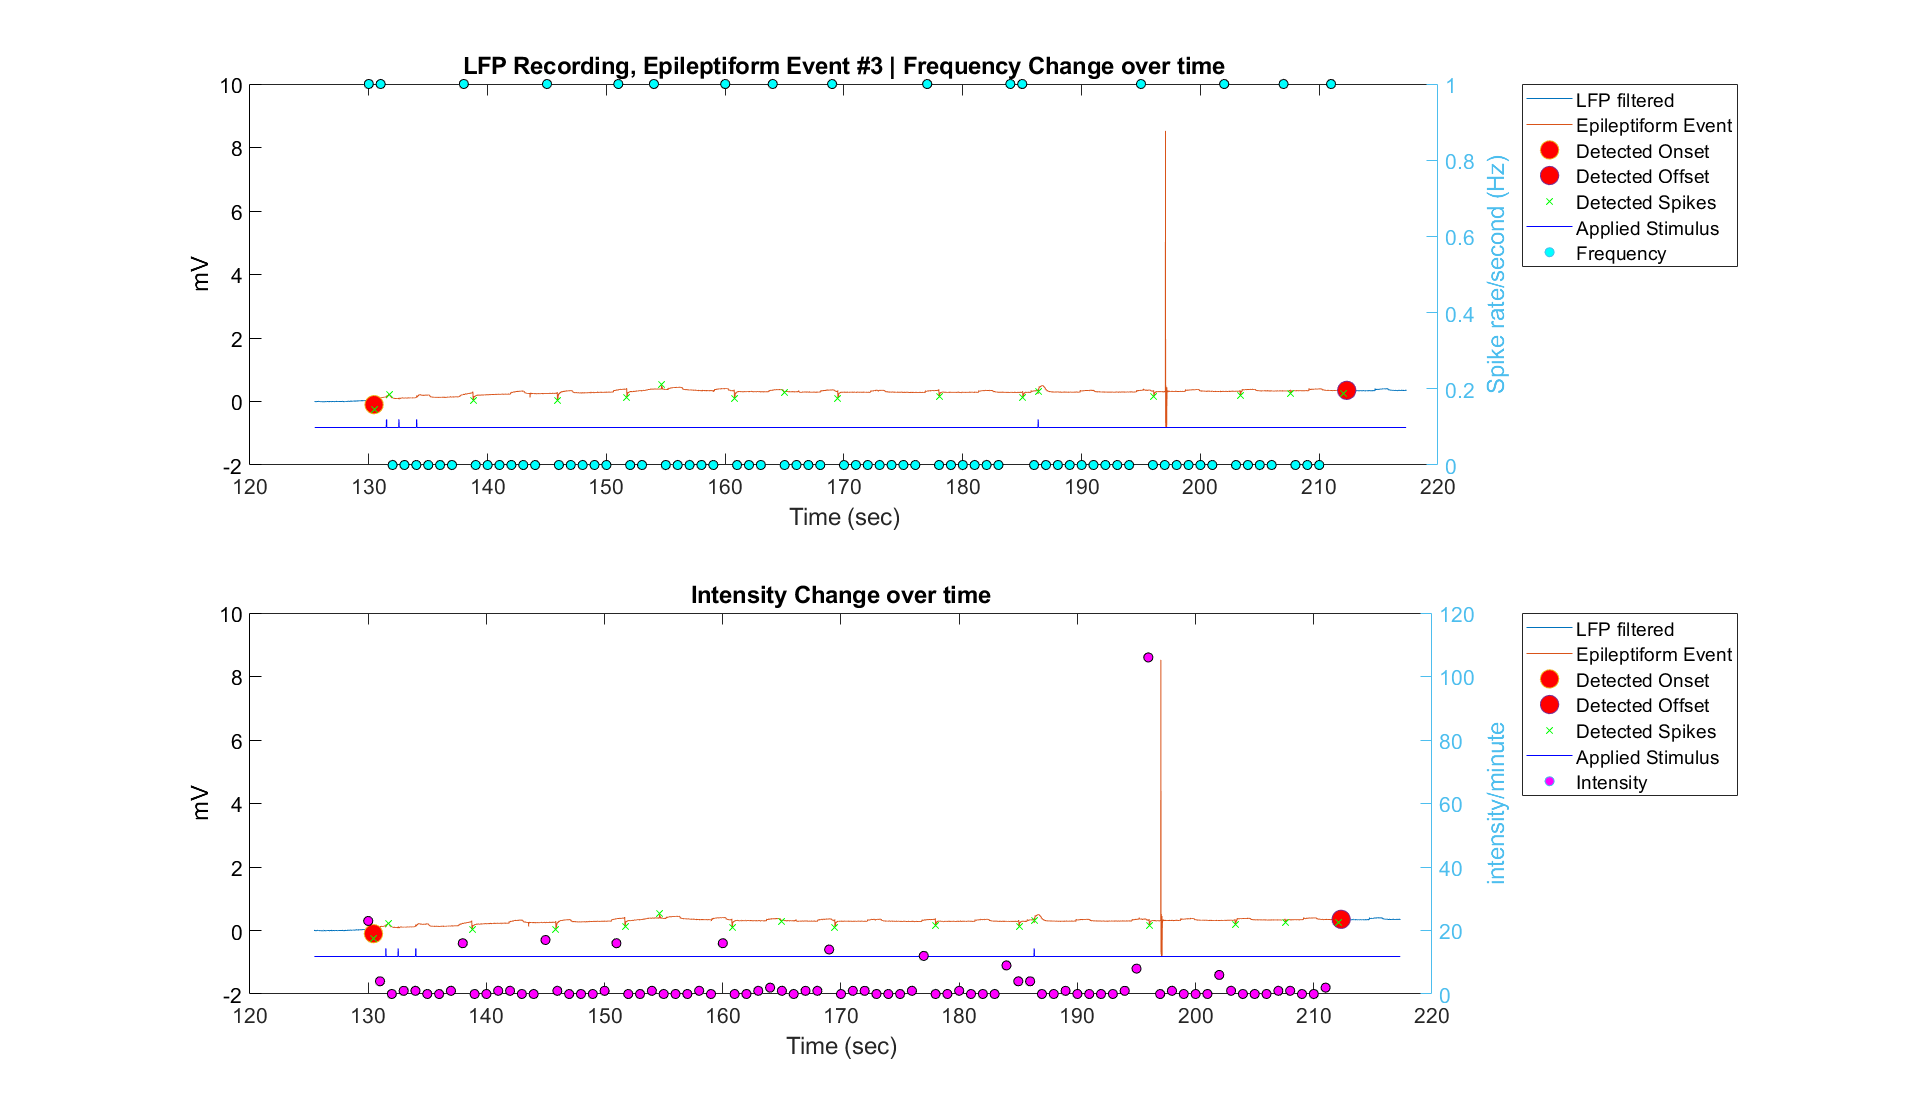 LFP Recording, Epileptiform Event #3 | Frequency Change over time
10
8
6
4
2
0
-2
mV
1
0.8
0.6
0.4
0.2
0
Spike rate/second (Hz)
120 130 140 150 160 170 180 190 200 210 220
Time (sec)
LFP filtered
Epileptiform Event
Detected Onset
Detected Offset
Detected Spikes
Applied Stimulus
Frequency
Intensity Change over time
10
8
6
4
2
0
-2
mV
120
100
80
60
40
20
0
intensity/minute
120 130 140 150 160 170 180 190 200 210 220
Time (sec)
LFP filtered
Epileptiform Event
Detected Onset
Detected Offset
Detected Spikes
Applied Stimulus
Intensity